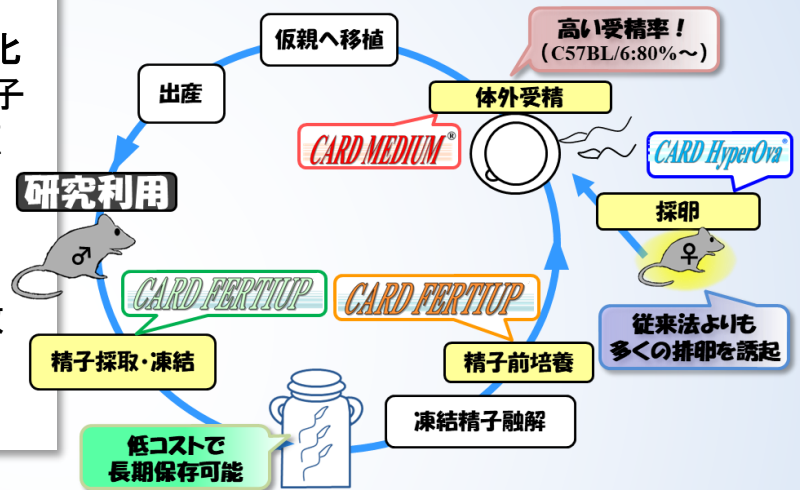 化
子
仮親へ移植
高い受精率！
（C57BL/6:80%～）
出産
体外受精
CARD MEDIUM®
CARD HyperOva®
研究利用
採卵
♂
♀
CARD FERTIUP
CARD FERTIUP
従来法よりも
多くの排卵を誘起
精子採取・凍結
精子前培養
凍結精子融解
低コストで
長期保存可能